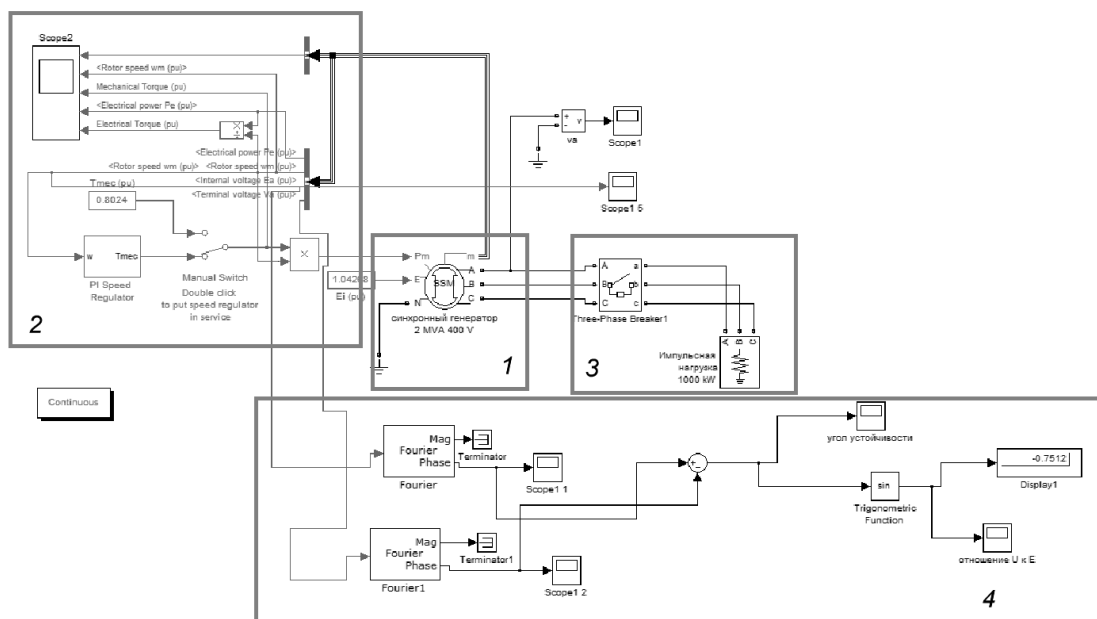 Scope2
<Rotor speed wm (pu)>
Mechanical Torque (pu)
<Electrical power Pe (pu)>
Electrical Torque (pu)
×
÷
<Electrical power Pe (pu)>
<Rotor speed wm (pu)>
<Rotor speed wm (pu)>
<Internal voltage Ea (pu)>
<Terminal voltage Va (pu)>
Tmec (pu)
0.8024
w
Tmec
PI Speed
Regulator
Manual Switch
Double click
to put speed regulator
in service
×
2
+
-
v
va
Scope1
Scope1 5
1.04268
Ei (pu)
Pm
m
E
SSM
A
B
C
N
синхронный генератор
2 MVA 400 V
1
A
B
C
a
b
c
Three-Phase Breaker1
A
B
C
Импульсная
нагрузка
1000 kW
3
Continuous
Mag
Fourier
Phase
Fourier
Terminator
Scope1 1
Mag
Fourier
Phase
Fourier1
Terminator1
Scope1 2
+
-
угол устойчивости
sin
Trigonometric
Function
-0.7512
Display1
отношение U к E
4